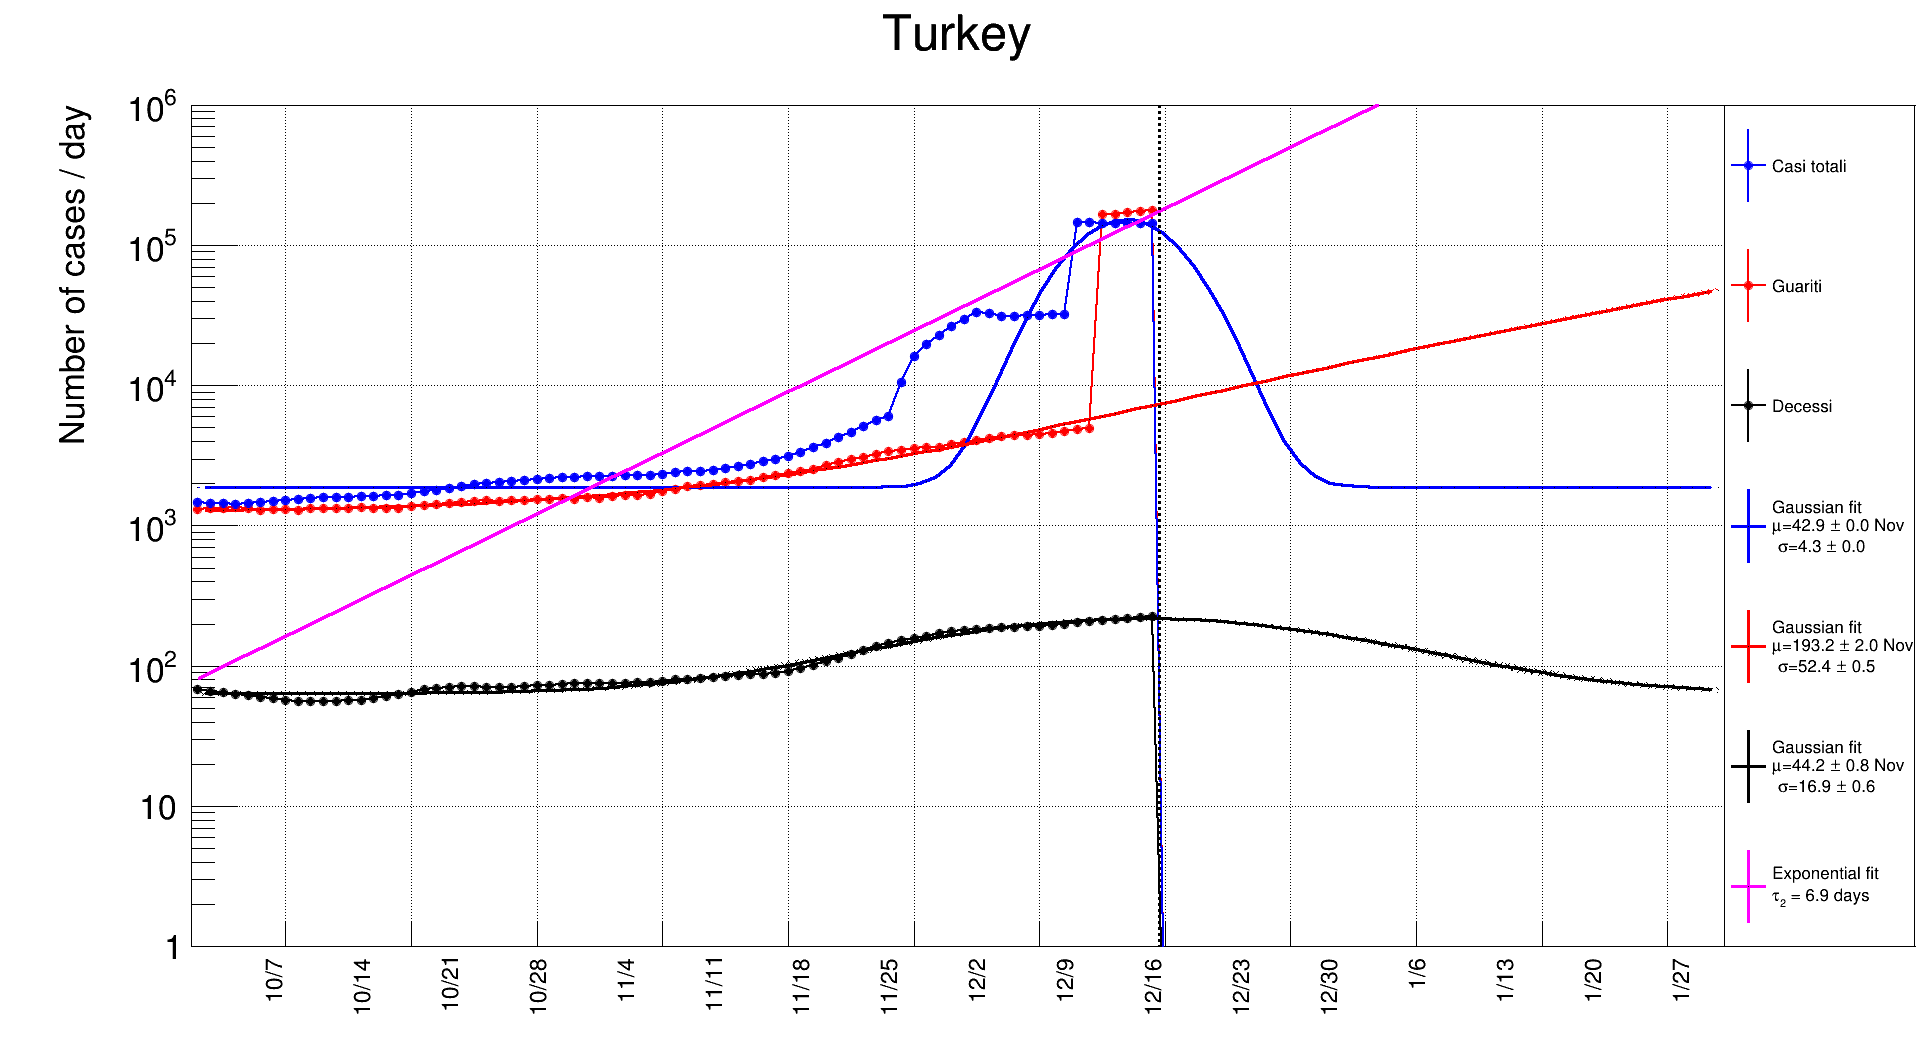 Turkey
Number of cases / day
10^6
10^5
10^4
10^3
10^2
10
1
10/7
10/14
10/21
10/28
11/4
11/11
11/18
11/25
12/2
12/9
12/16
12/23
12/30
1/6
1/13
1/20
1/27
Casi totali
Guariti
Decessi
Gaussian fit
μ=42.9 ± 0.0 Nov
σ=4.3 ± 0.0
Gaussian fit
μ=193.2 ± 2.0 Nov
σ=52.4 ± 0.5
Gaussian fit
μ=44.2 ± 0.8 Nov
σ=16.9 ± 0.6
Exponential fit
τ₂ = 6.9 days